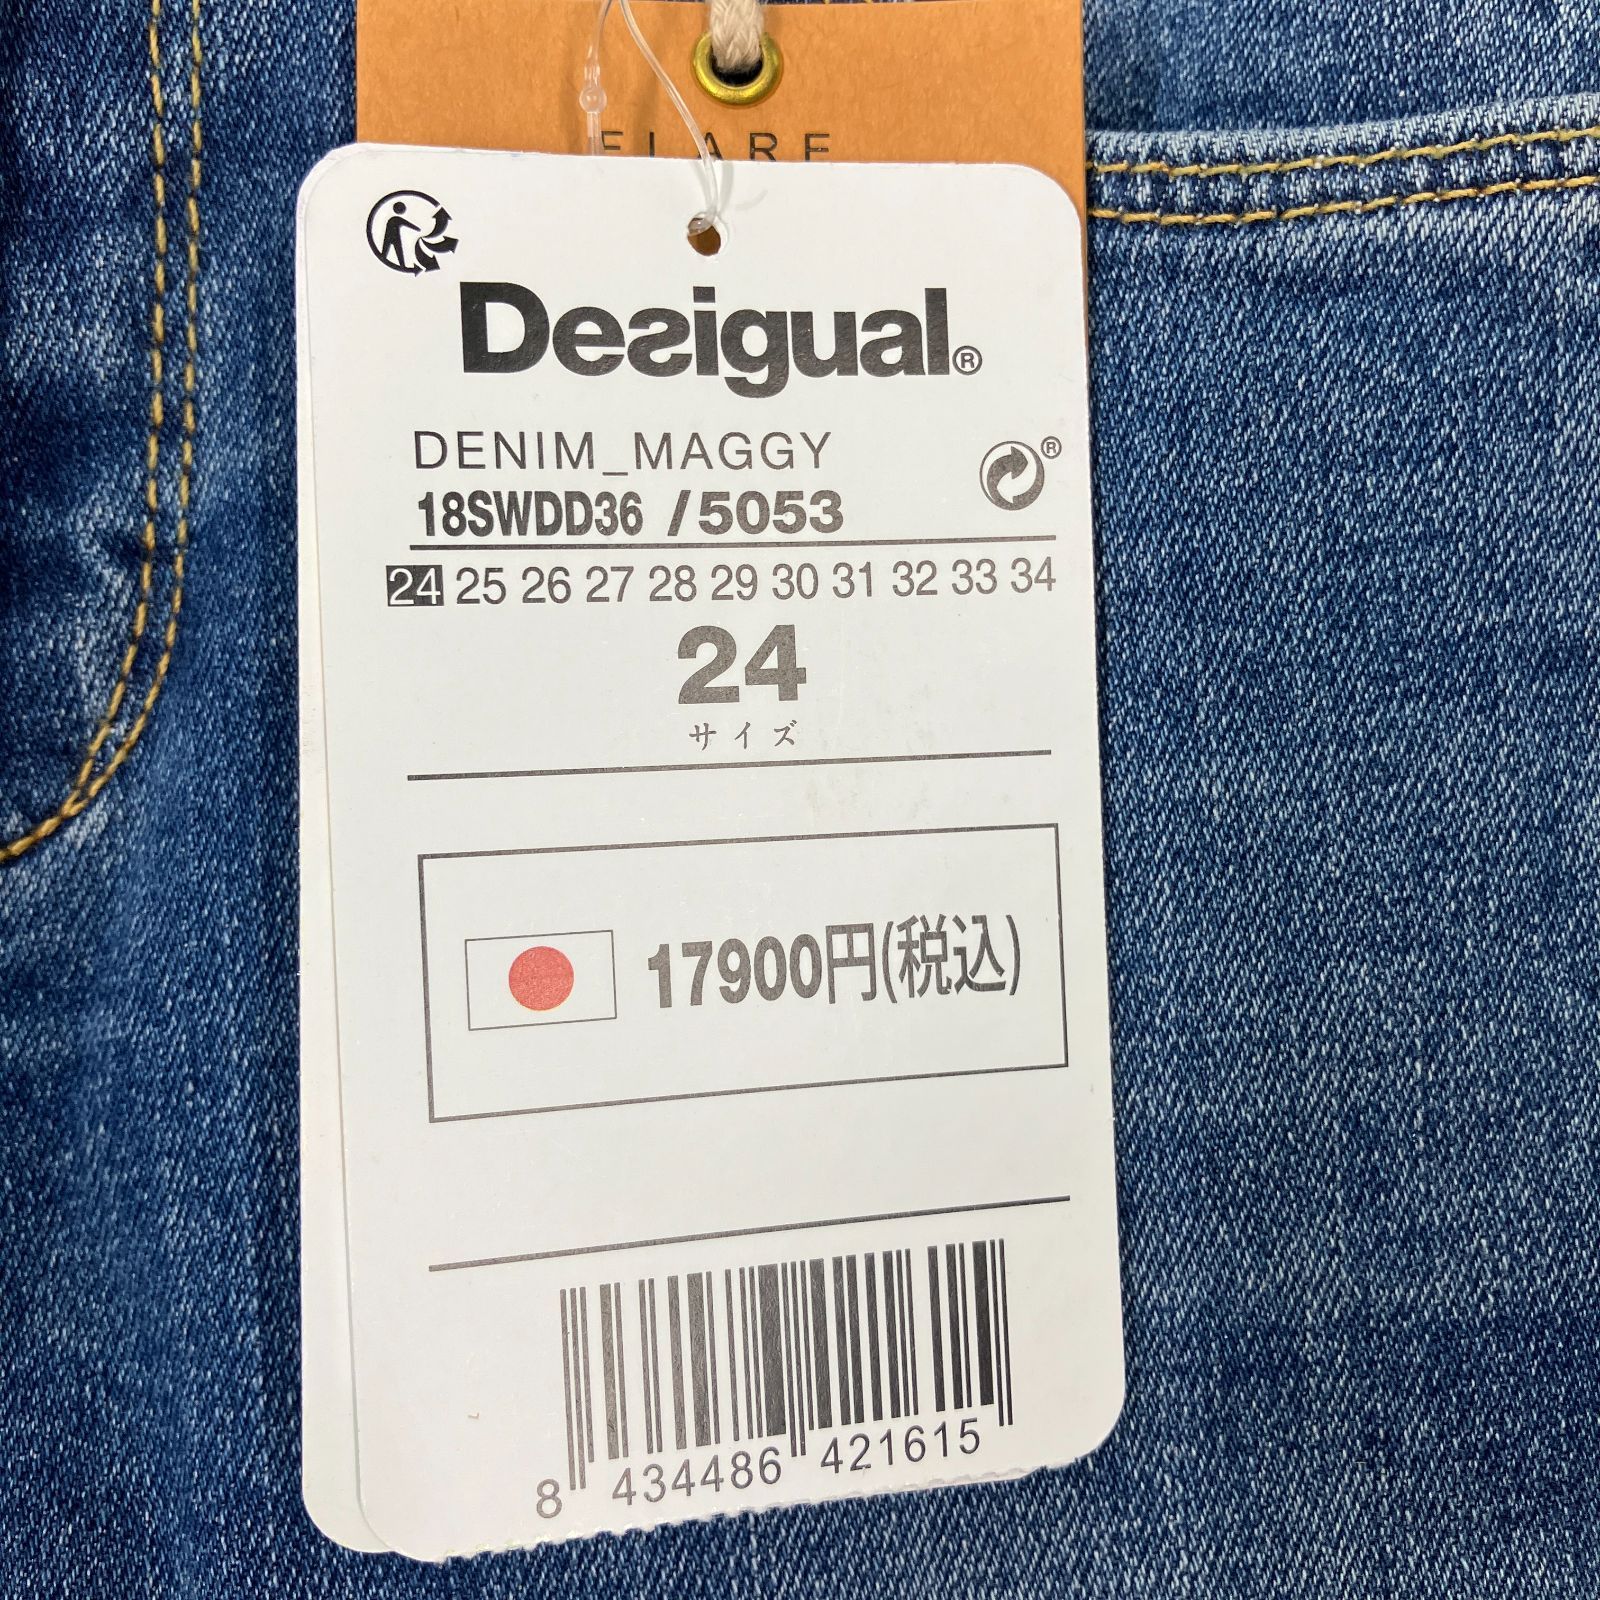 FLARE
Desigual®
DENIM_MAGGY
®
18SWDD36 /5053
24 25 26 27 28 29 30 31 32 33 34
24
サイズ
17900円(税込)
8 434486 421615